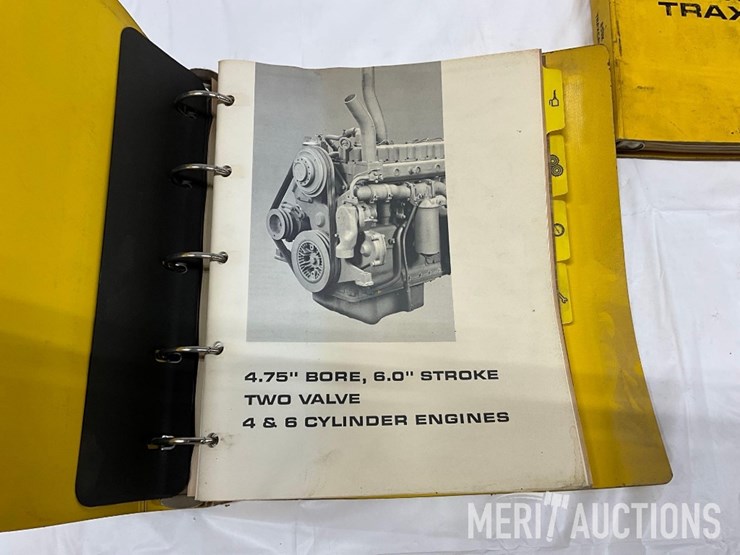 TRAX
4.75" BORE, 6.0" STROKE
TWO VALVE
4 & 6 CYLINDER ENGINES
MERIT AUCTIONS